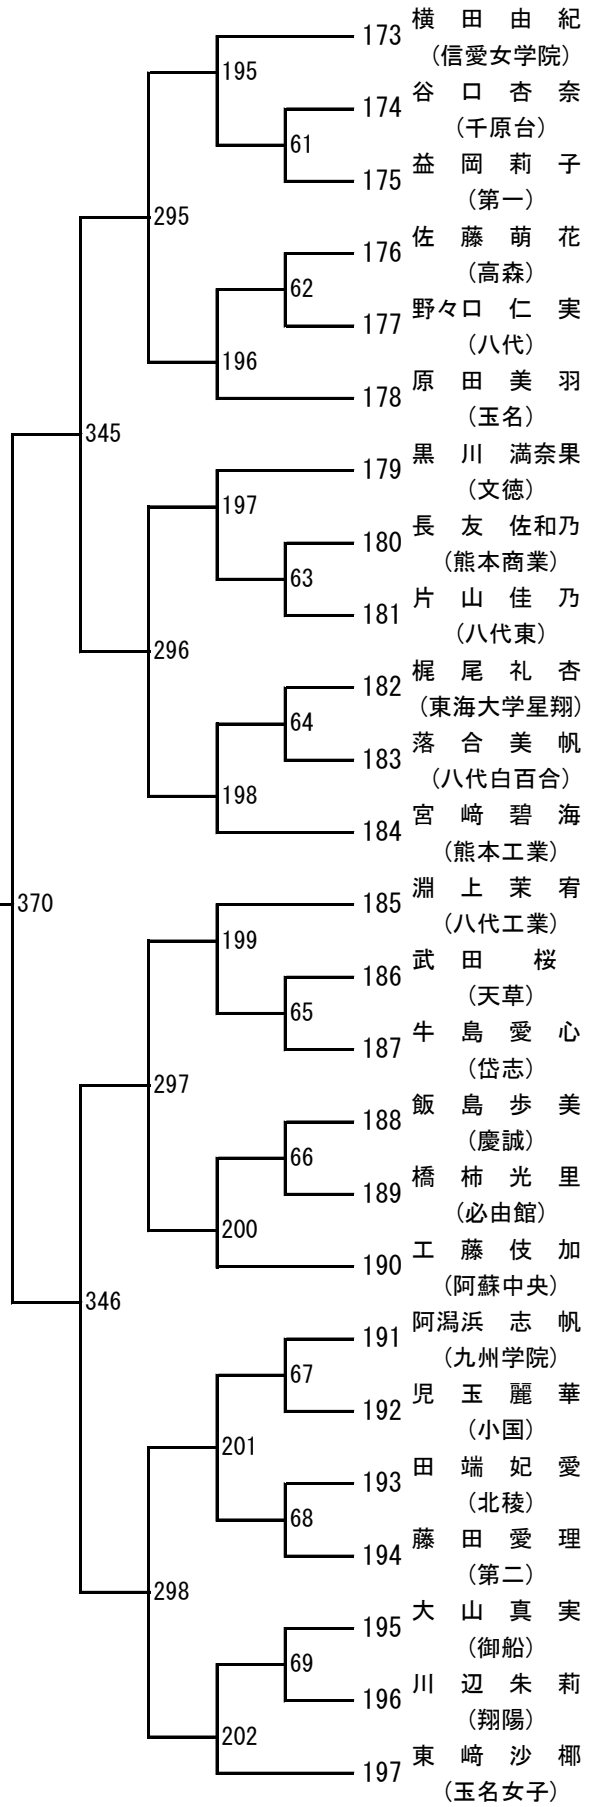 173 横田由紀
(信愛女学院)
195
174 谷口杏奈
(千原台)
61
175 益岡莉子
(第一)
295
176 佐藤萌花
(高森)
62
177 野々口仁実
(八代)
196
178 原田美羽
(玉名)
345
179 黒川満奈果
(文徳)
197
180 長友佐和乃
(熊本商業)
63
181 片山佳乃
(八代東)
296
182 梶尾礼杏
(東海大学星翔)
64
183 落合美帆
(八代白百合)
198
184 宮﨑碧海
(熊本工業)
370
185 淵上茉宥
(八代工業)
199
186 武田桜
(天草)
65
187 牛島愛心
(岱志)
297
188 飯島歩美
(慶誠)
66
189 橋柿光里
(必由館)
200
190 工藤伎加
(阿蘇中央)
346
191 阿潟浜志帆
(九州学院)
67
192 児玉麗華
(小国)
201
193 田端妃愛
(北稜)
68
194 藤田愛理
(第二)
298
195 大山真実
(御船)
69
196 川辺朱莉
(翔陽)
202
197 東﨑沙椰
(玉名女子)